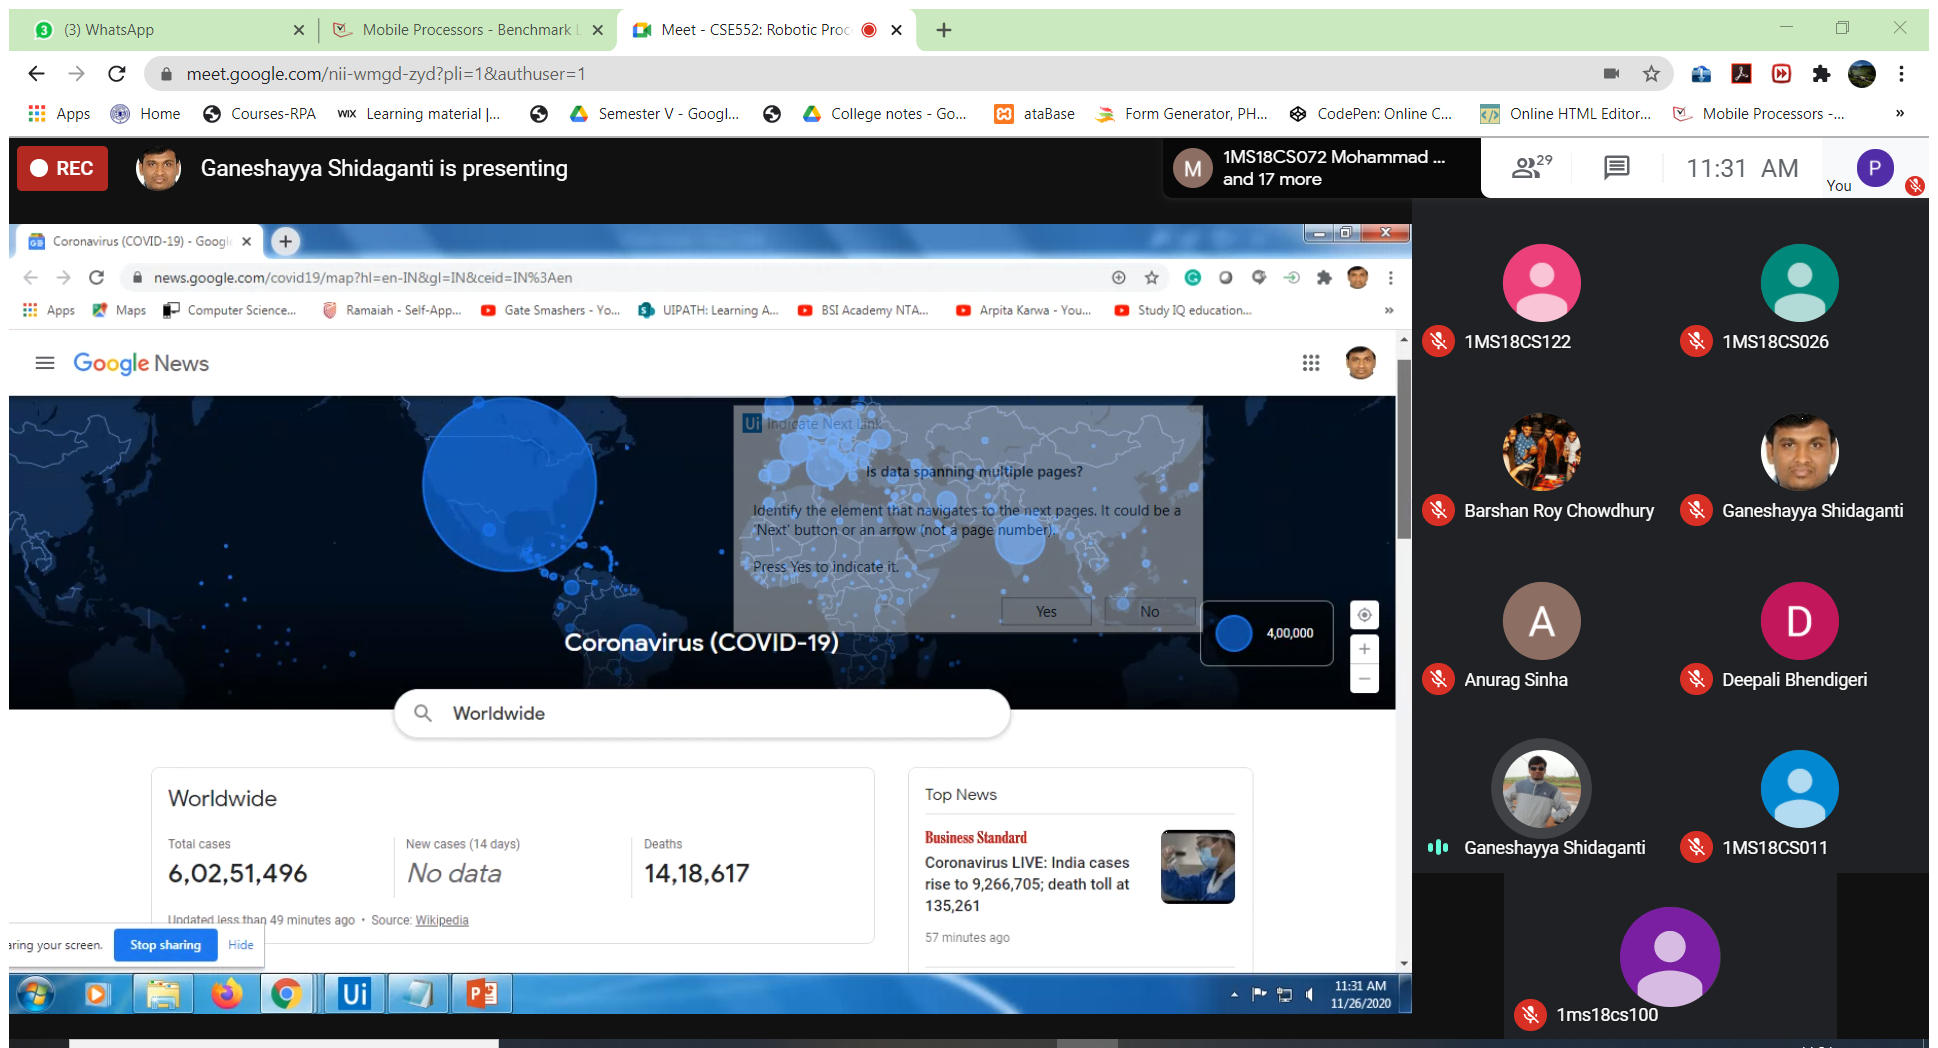 (3) WhatsApp
Mobile Processors - Benchmark L
Meet - CSE552: Robotic Proc
meet.google.com/nii-wmgd-zyd?pli=1&authuser=1
Apps
Home
Courses-RPA
WIX Learning material |...
Semester V - Googl...
College notes - Go...
ataBase
Form Generator, PH...
CodePen: Online C...
Online HTML Editor...
Mobile Processors -...
»
REC
Ganeshayya Shidaganti is presenting
M
1MS18CS072 Mohammad ...
and 17 more
29
11:31 AM
You
P
Coronavirus (COVID-19) - Googl
news.google.com/covid19/map?hl=en-IN&gl=IN&ceid=IN%3Aen
Apps
Maps
Computer Science...
Ramaiah - Self-App...
Gate Smashers - Yo...
UIPATH: Learning A...
BSI Academy NTA...
Arpita Karwa - You...
Study IQ education...
»
Google News
Ui Indicate Next Link
Is data spanning multiple pages?
Identify the element that navigates to the next pages. It could be a
'Next' button or an arrow (not a page number).
Press Yes to indicate it.
Yes
No
Coronavirus (COVID-19)
4,00,000
Worldwide
Worldwide
Total cases
6,02,51,496
New cases (14 days)
No data
Deaths
14,18,617
Updated less than 49 minutes ago • Source: Wikipedia
Top News
Business Standard
Coronavirus LIVE: India cases
rise to 9,266,705; death toll at
135,261
57 minutes ago
aring your screen.
Stop sharing
Hide
Ui
11:31 AM
11/26/2020
1MS18CS122
1MS18CS026
Barshan Roy Chowdhury
Ganeshayya Shidaganti
A
Anurag Sinha
D
Deepali Bhendigeri
Ganeshayya Shidaganti
1MS18CS011
1ms18cs100